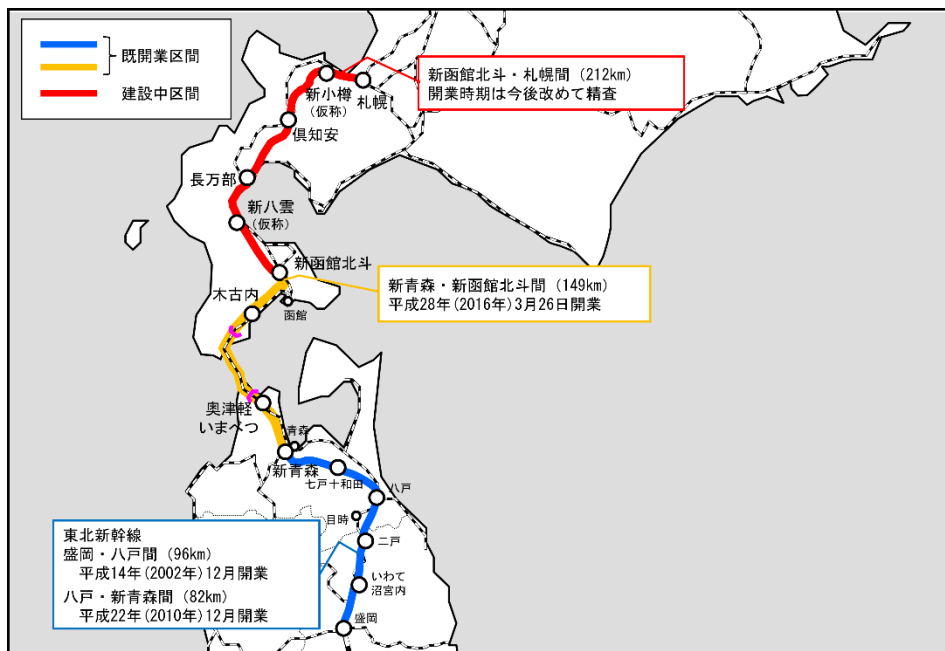 既開業区間
建設中区間
新函館北斗・札幌間（212km）
開業時期は今後改めて精査
新小樽
（仮称）
札幌
倶知安
長万部
新八雲
（仮称）
新函館北斗
新青森・新函館北斗間（149km）
平成28年(2016年)3月26日開業
木古内
函館
奥津軽
いまべつ
青森
新青森
七戸十和田
八戸
目時
二戸
いわて
沼宮内
盛岡
東北新幹線
盛岡・八戸間（96km）
平成14年(2002年)12月開業
八戸・新青森間（82km）
平成22年(2010年)12月開業